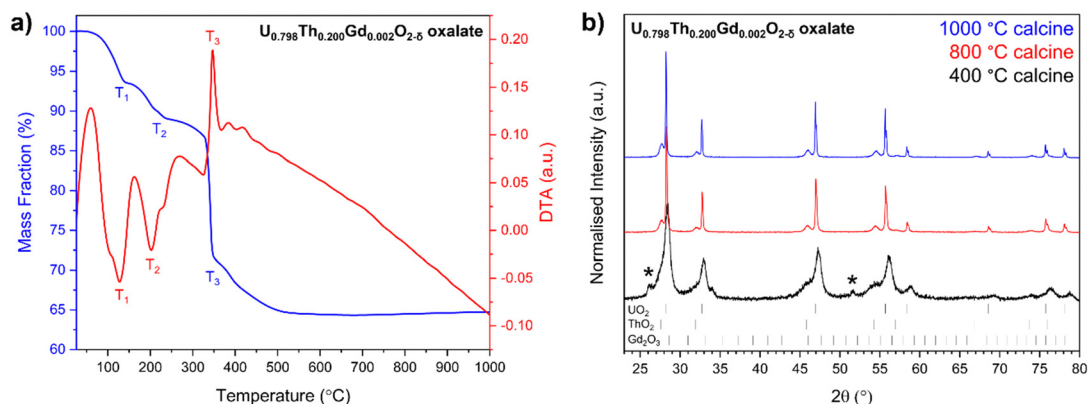 a)
U0.798Th0.200Gd0.002O2-δ oxalate
Mass Fraction (%)
100
95
90
85
80
75
70
65
60
T1
T2
T3
T1
T2
T3
0.20
0.15
0.10
0.05
0.00
-0.05
-0.10
DTA (a.u.)
0 100 200 300 400 500 600 700 800 900 1000
Temperature (°C)
b)
U0.798Th0.200Gd0.002O2-δ oxalate
1000 °C calcine
800 °C calcine
400 °C calcine
Normalised Intensity (a.u.)
*
*
UO2
ThO2
Gd2O3
25 30 35 40 45 50 55 60 65 70 75 80
2θ (°)